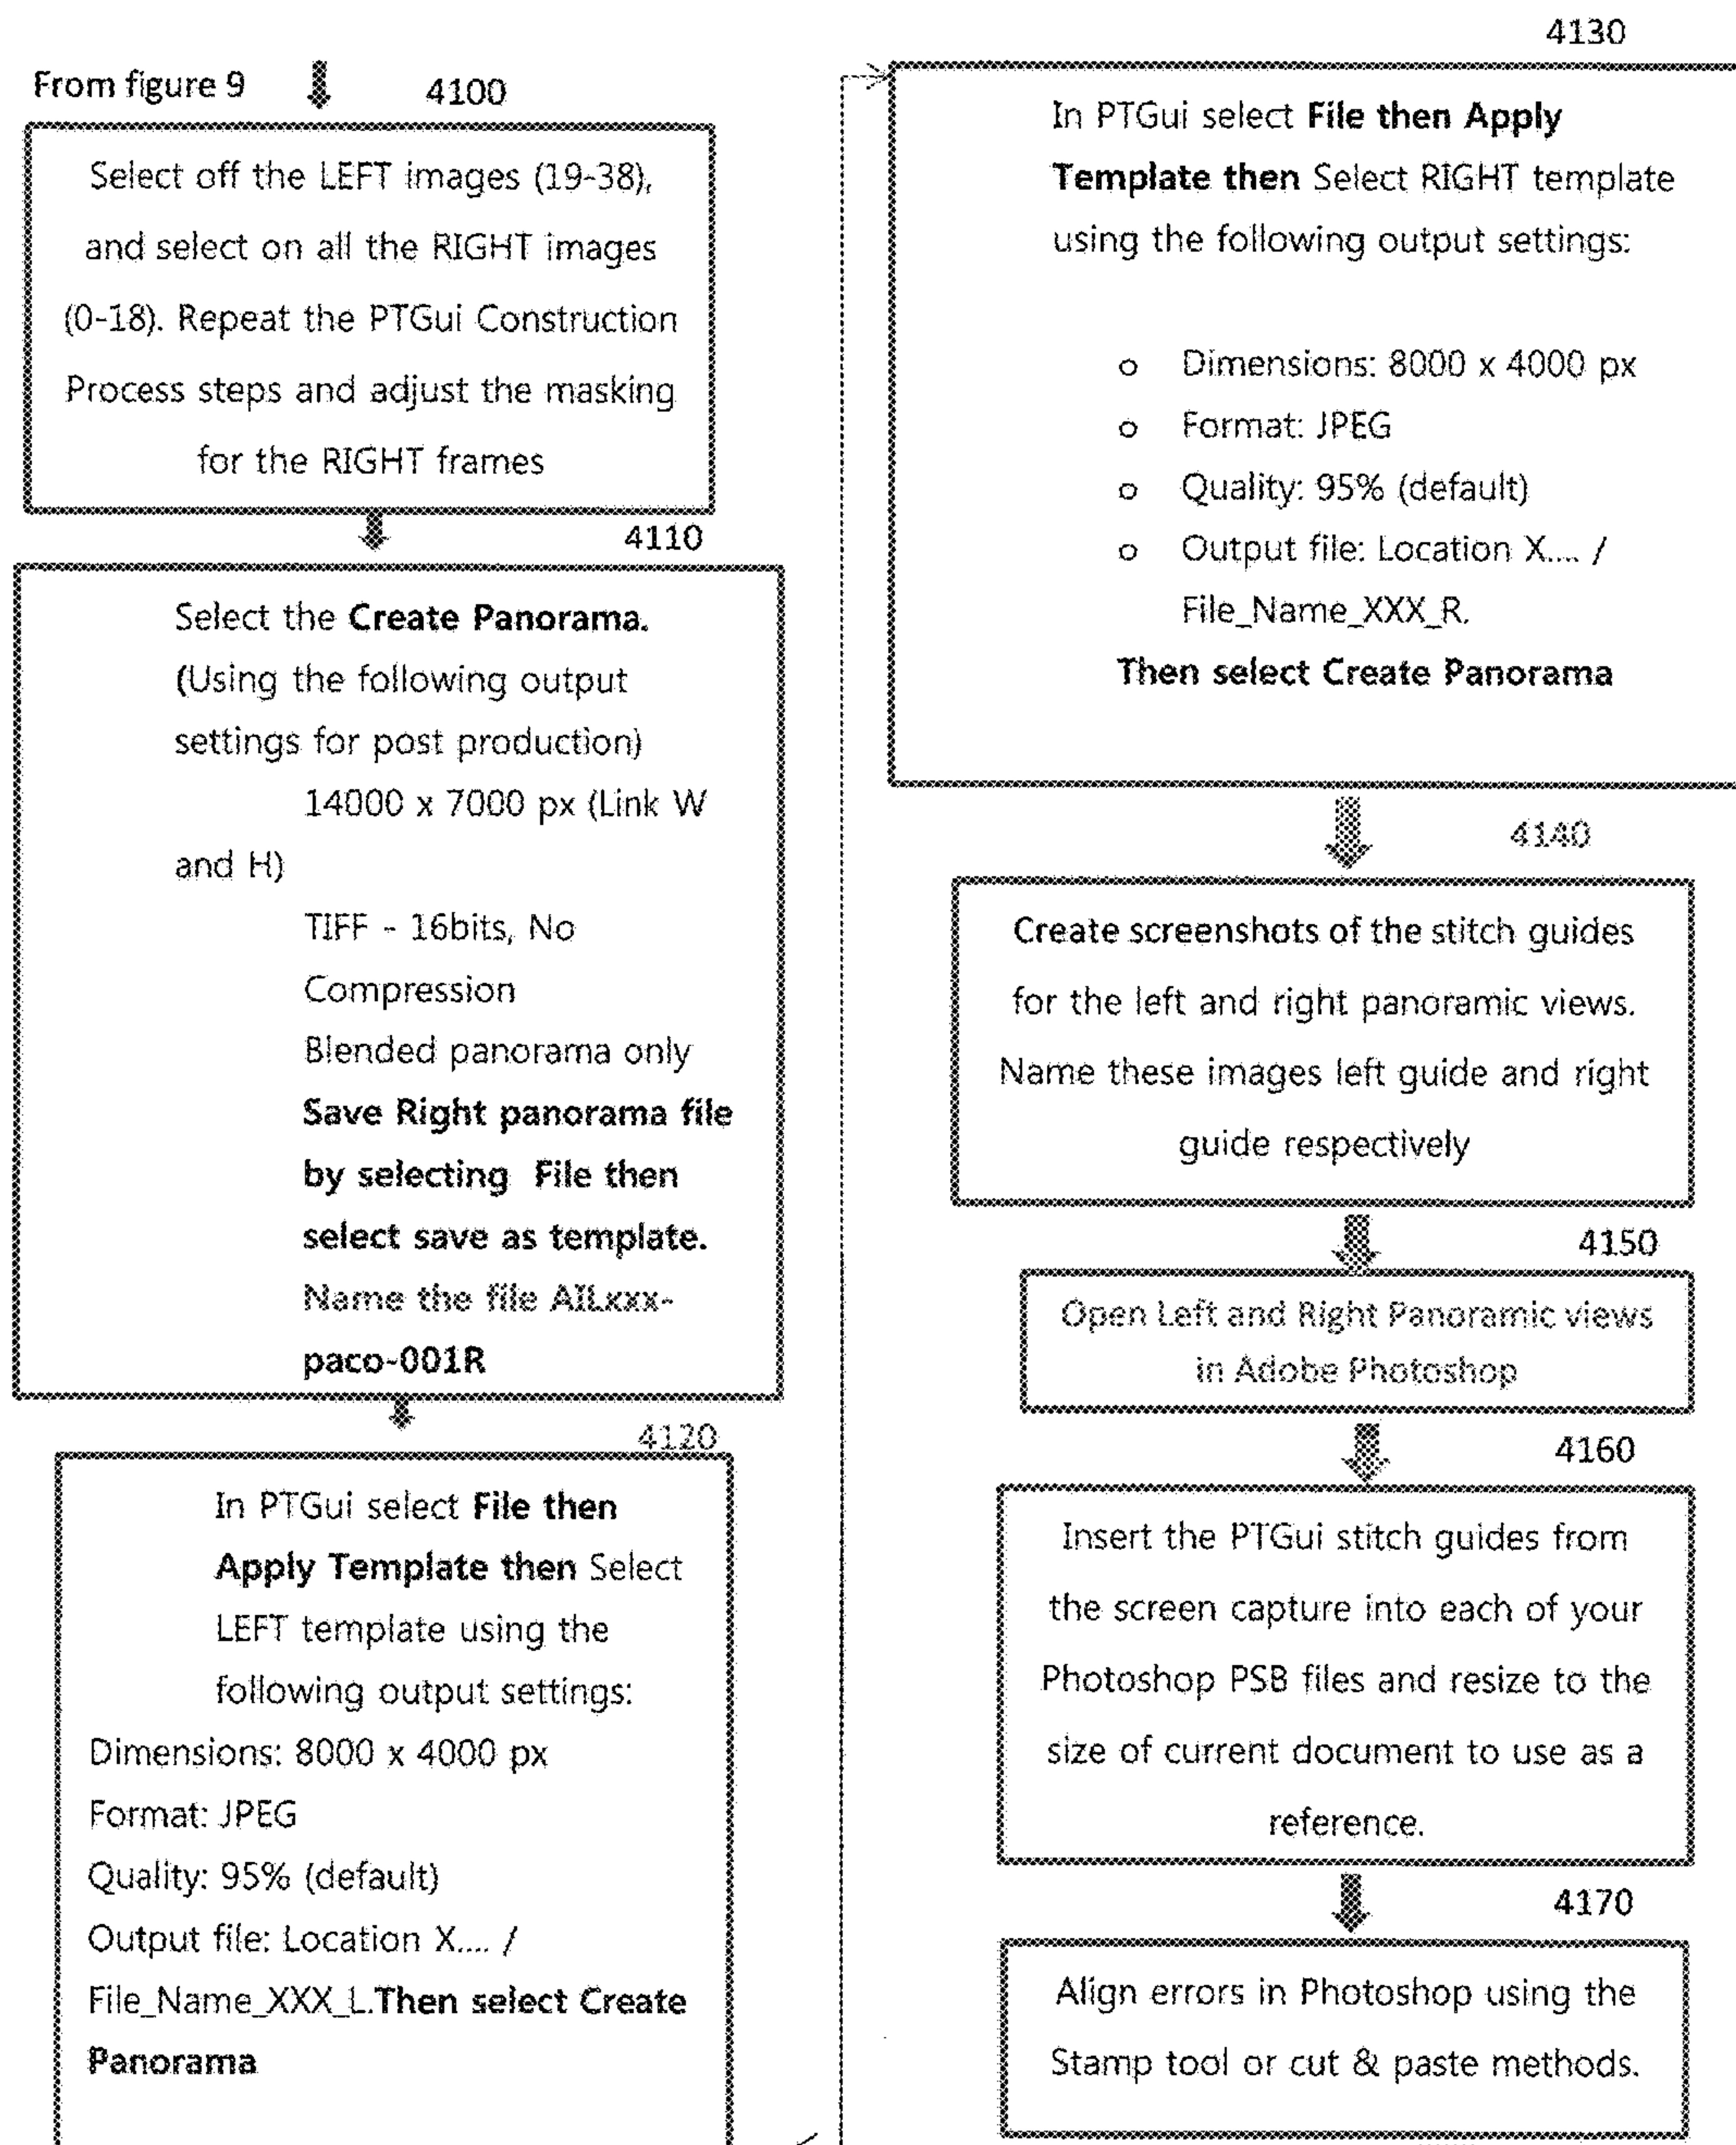 From figure 9
4100
Select off the LEFT images (19-38),
and select on all the RIGHT images
(0-18). Repeat the PTGui Construction
Process steps and adjust the masking
for the RIGHT frames
4110
Select the Create Panorama.
(Using the following output
settings for post production)
14000 x 7000 px (Link W
and H)
TIFF - 16bits, No
Compression
Blended panorama only
Save Right panorama file
by selecting File then
select save as template.
Name the file AILxxx-
paco-001R
4120
In PTGui select File then
Apply Template then Select
LEFT template using the
following output settings:
Dimensions: 8000 x 4000 px
Format: JPEG
Quality: 95% (default)
Output file: Location X.... /
File_Name_XXX_L.Then select Create
Panorama
4130
In PTGui select File then Apply
Template then Select RIGHT template
using the following output settings:
o Dimensions: 8000 x 4000 px
o Format: JPEG
o Quality: 95% (default)
o Output file: Location X.... /
File_Name_XXX_R.
Then select Create Panorama
4140
Create screenshots of the stitch guides
for the left and right panoramic views.
Name these images left guide and right
guide respectively
4150
Open Left and Right Panoramic views
in Adobe Photoshop
4160
Insert the PTGui stitch guides from
the screen capture into each of your
Photoshop PSB files and resize to the
size of current document to use as a
reference.
4170
Align errors in Photoshop using the
Stamp tool or cut & paste methods.